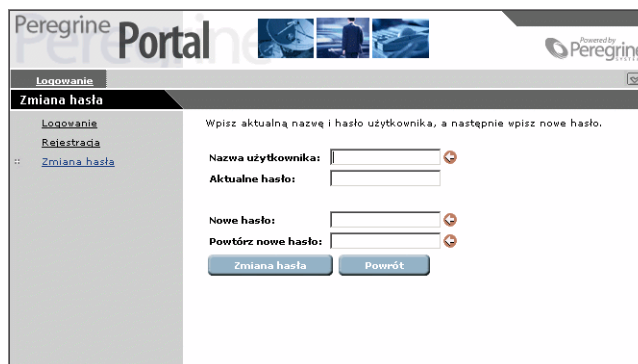 Peregrine Portal
Powered by
Peregrine
SYSTEMS
Logowanie
Zmiana hasła
Logowanie
Rejestracja
Zmiana hasła
Wpisz aktualną nazwę i hasło użytkownika, a następnie wpisz nowe hasło.
Nazwa użytkownika:
Aktualne hasło:
Nowe hasło:
Powtórz nowe hasło:
Zmiana hasła
Powrót